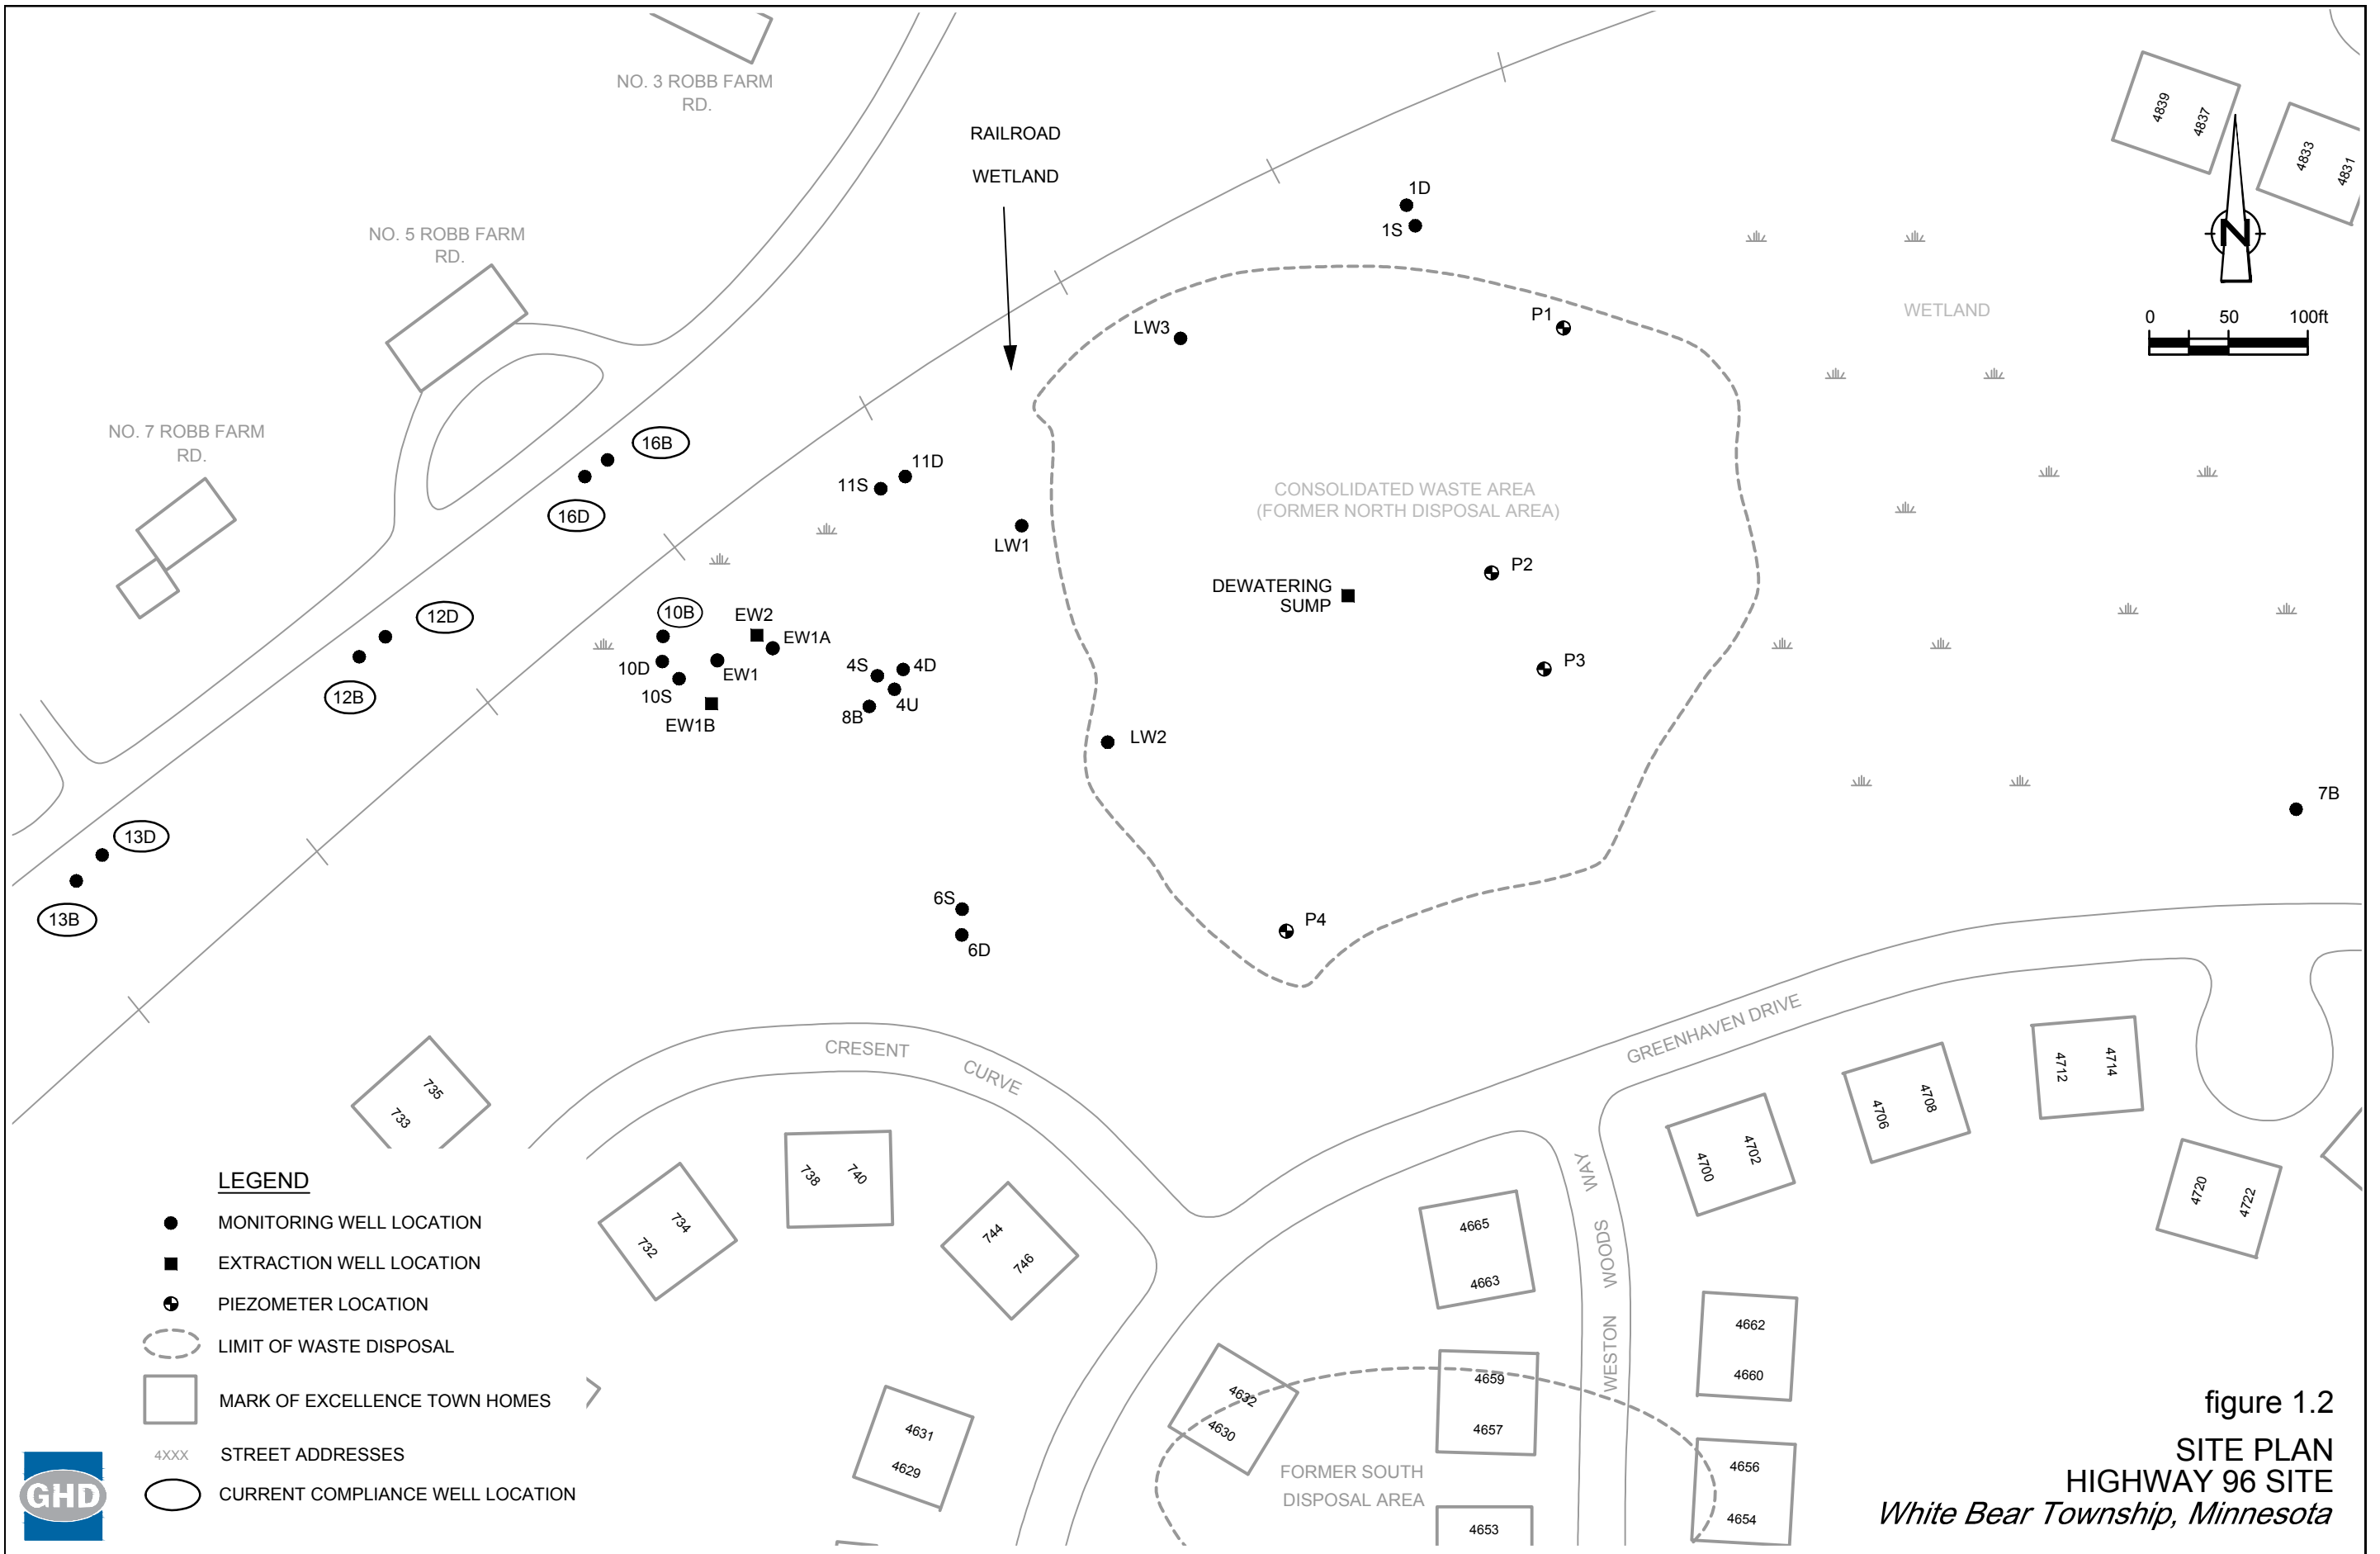 NO. 3 ROBB FARM
RD.
RAILROAD
WETLAND
4839
4837
4833
4831
N
1D
1S
NO. 5 ROBB FARM
RD.
WETLAND
0 50 100ft
LW3
P1
NO. 7 ROBB FARM
RD.
16B
16D
11D
11S
LW1
CONSOLIDATED WASTE AREA
(FORMER NORTH DISPOSAL AREA)
P2
DEWATERING
SUMP
12D
12B
10B
EW2
EW1A
10D
EW1
10S
EW1B
4S
4D
4U
8B
P3
LW2
7B
13D
13B
6S
6D
P4
CRESENT CURVE
GREENHAVEN DRIVE
735
733
4712
4714
4706
4708
4700
4702
4720
4722
WESTON WOODS WAY
738
740
734
732
744
746
4665
4663
4662
4660
4659
4657
4632
4630
4631
4629
4656
4654
4653
FORMER SOUTH
DISPOSAL AREA
LEGEND
MONITORING WELL LOCATION
EXTRACTION WELL LOCATION
PIEZOMETER LOCATION
LIMIT OF WASTE DISPOSAL
MARK OF EXCELLENCE TOWN HOMES
4XXX STREET ADDRESSES
CURRENT COMPLIANCE WELL LOCATION
GHD
figure 1.2
SITE PLAN
HIGHWAY 96 SITE
White Bear Township, Minnesota